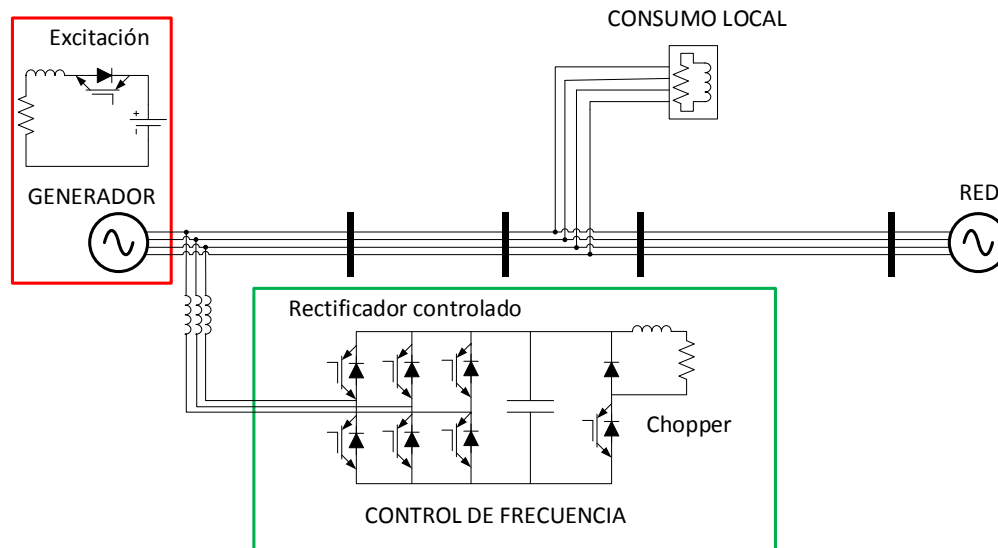 CONSUMO LOCAL
Excitación
+
-
GENERADOR
RED
Rectificador controlado
Chopper
CONTROL DE FRECUENCIA